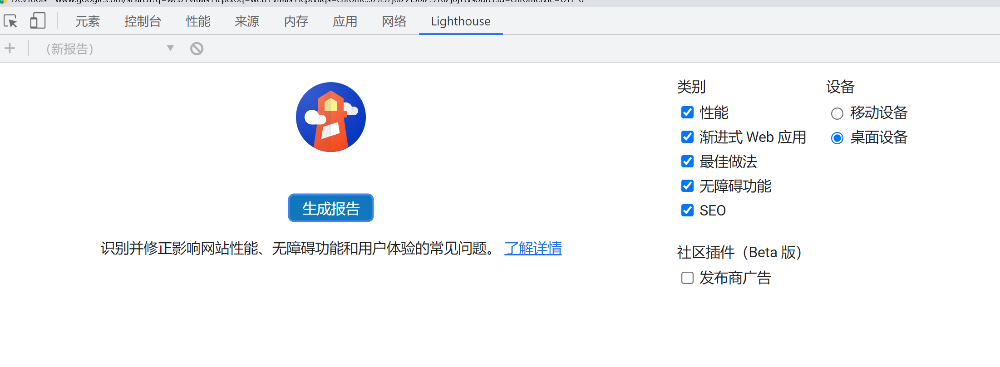 DevTools - www.google.com/search?q=web+vitals+lcp&oq=web+vitals+lcp&aqs=chrome..69i57j0i22i30l2.5162j0j7&sourceid=chrome&ie=UTF-8
元素 控制台 性能 来源 内存 应用 网络 Lighthouse
(新报告)
类别 设备
性能 移动设备
渐进式 Web 应用 桌面设备
最佳做法
无障碍功能
生成报告
SEO
识别并修正影响网站性能、无障碍功能和用户体验的常见问题。 了解详情
社区插件（Beta 版）
发布商广告